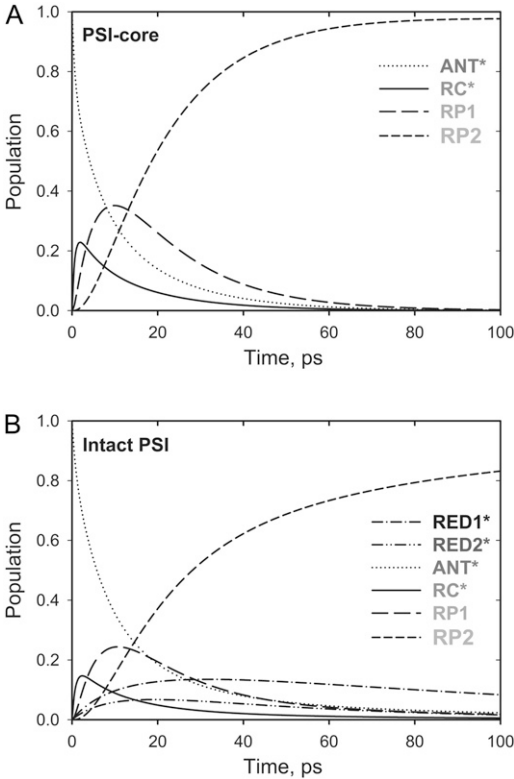 A
PSI-core
1.0
0.8
0.6
0.4
0.2
0.0
Population
ANT*
RC*
RP1
RP2
0 20 40 60 80 100
Time, ps
B
Intact PSI
1.0
0.8
0.6
0.4
0.2
0.0
Population
RED1*
RED2*
ANT*
RC*
RP1
RP2
0 20 40 60 80 100
Time, ps